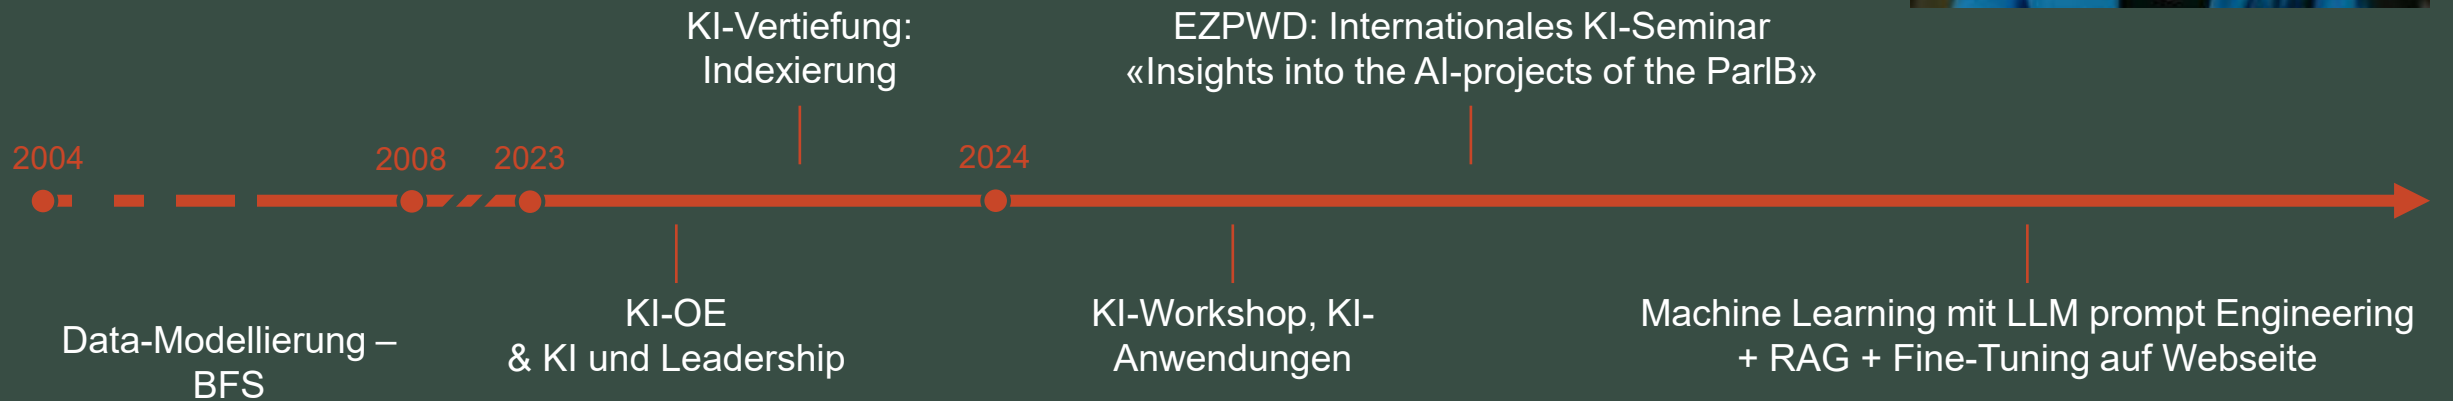 KI-Vertiefung:
Indexierung
EZPWD: Internationales KI-Seminar
«Insights into the AI-projects of the ParlB»
2004
2008
2023
2024
Data-Modellierung –
BFS
KI-OE
& KI und Leadership
KI-Workshop, KI-
Anwendungen
Machine Learning mit LLM prompt Engineering
+ RAG + Fine-Tuning auf Webseite